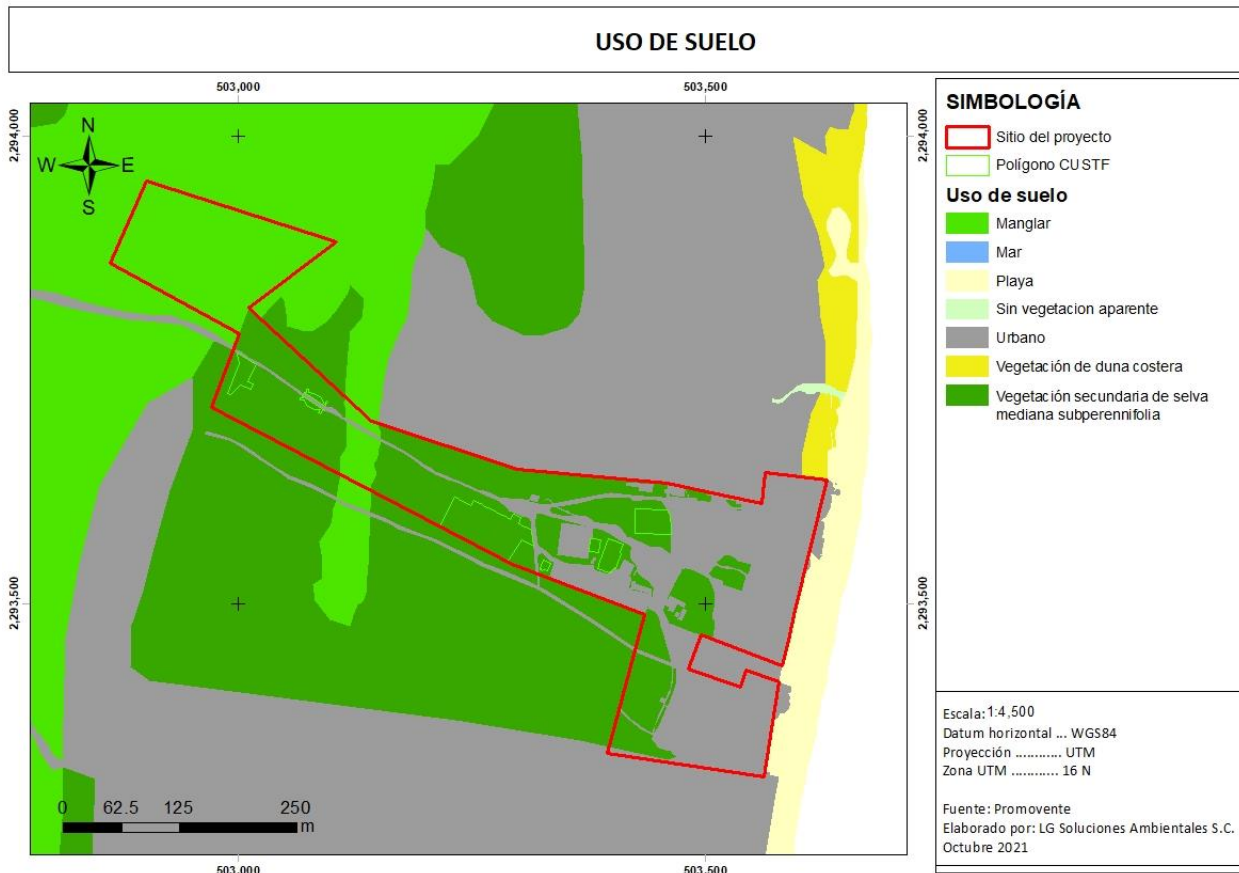 USO DE SUELO
503,000
503,500
2,294,000
2,294,000
N
W
E
S
2,293,500
2,293,500
0 62.5 125 250
m
503,000
503,500
SIMBOLOGÍA
Sitio del proyecto
Polígono CUSTF
Uso de suelo
Manglar
Mar
Playa
Sin vegetacion aparente
Urbano
Vegetación de duna costera
Vegetación secundaria de selva
mediana subperennifolia
Escala: 1:4,500
Datum horizontal ... WGS84
Proyección ............ UTM
Zona UTM ............ 16 N
Fuente: Promovente
Elaborado por: LG Soluciones Ambientales S.C.
Octubre 2021